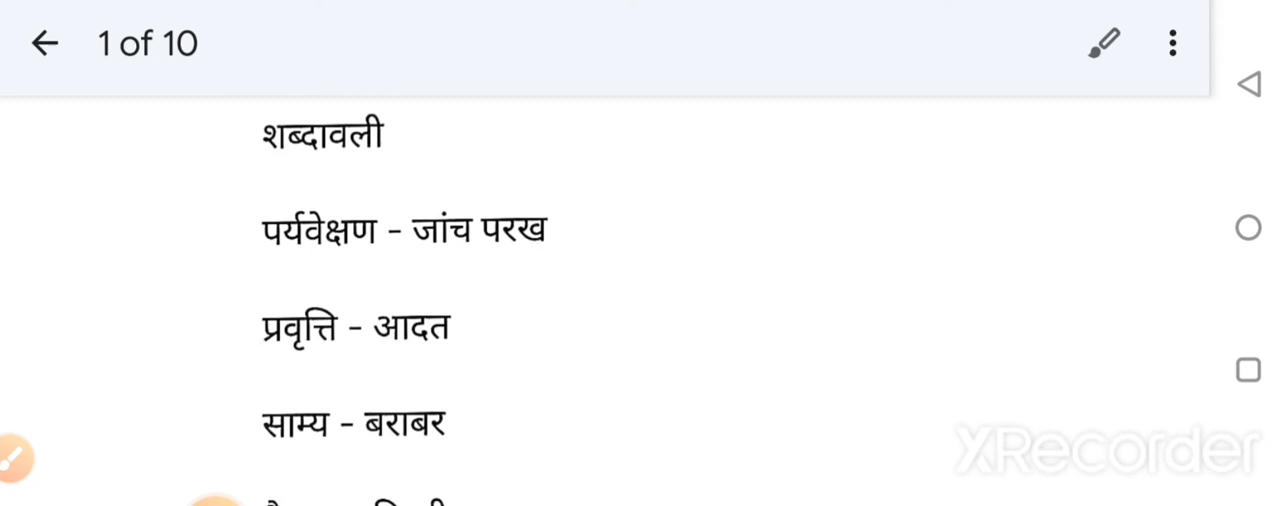 1 of 10
शब्दावली
पर्यवेक्षण - जांच परख
प्रवृत्ति - आदत
साम्य - बराबर
XRecorder